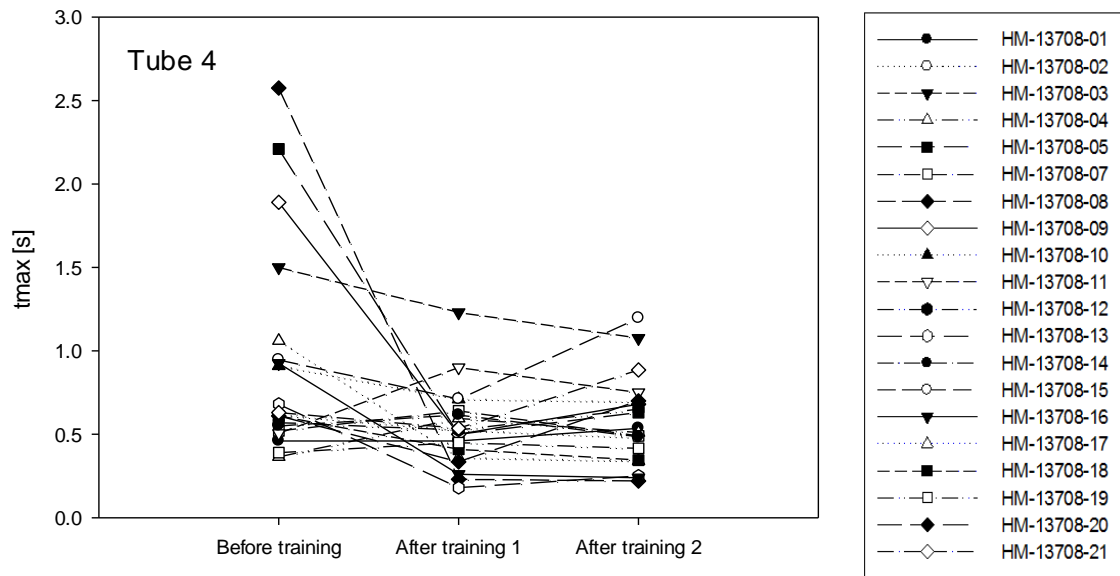 Tube 4
tmax [s]
3.0
2.5
2.0
1.5
1.0
0.5
0.0
Before training
After training 1
After training 2
HM-13708-01
HM-13708-02
HM-13708-03
HM-13708-04
HM-13708-05
HM-13708-07
HM-13708-08
HM-13708-09
HM-13708-10
HM-13708-11
HM-13708-12
HM-13708-13
HM-13708-14
HM-13708-15
HM-13708-16
HM-13708-17
HM-13708-18
HM-13708-19
HM-13708-20
HM-13708-21